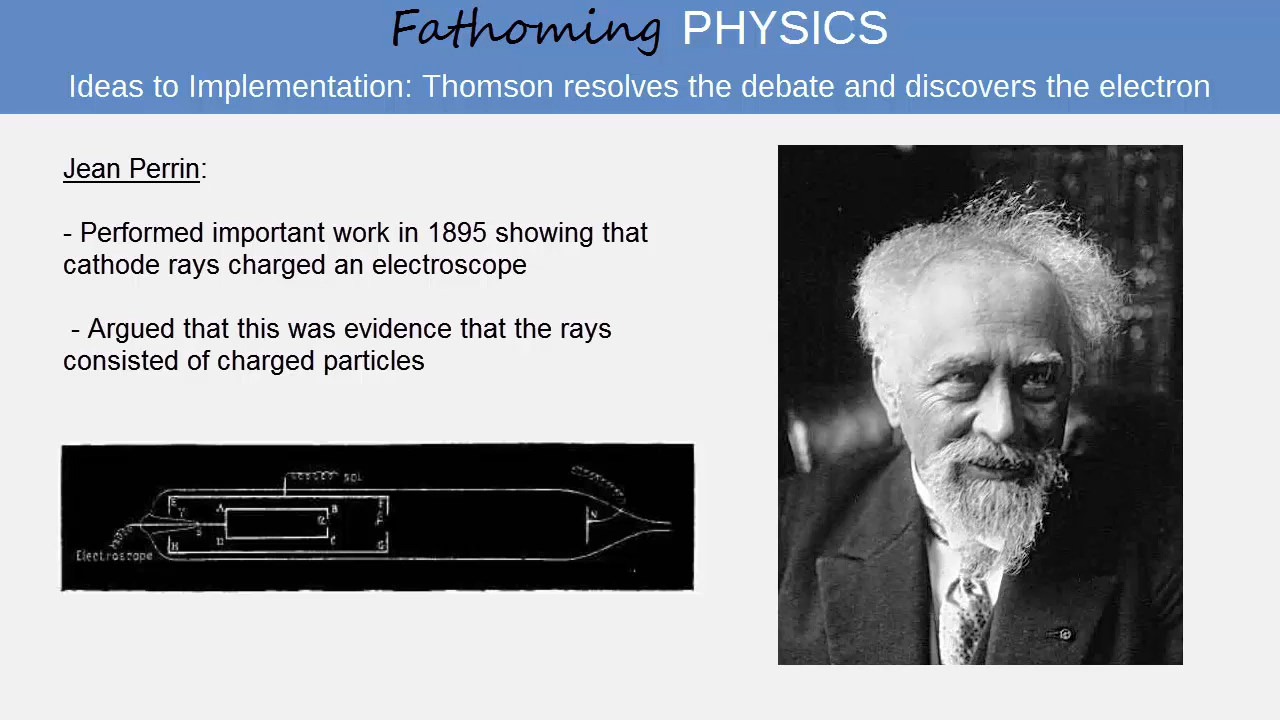 Fathoming PHYSICS
Ideas to Implementation: Thomson resolves the debate and discovers the electron
Jean Perrin:
- Performed important work in 1895 showing that
cathode rays charged an electroscope
- Argued that this was evidence that the rays
consisted of charged particles
E
F
A
B
N
D
C
H
G
Electroscope